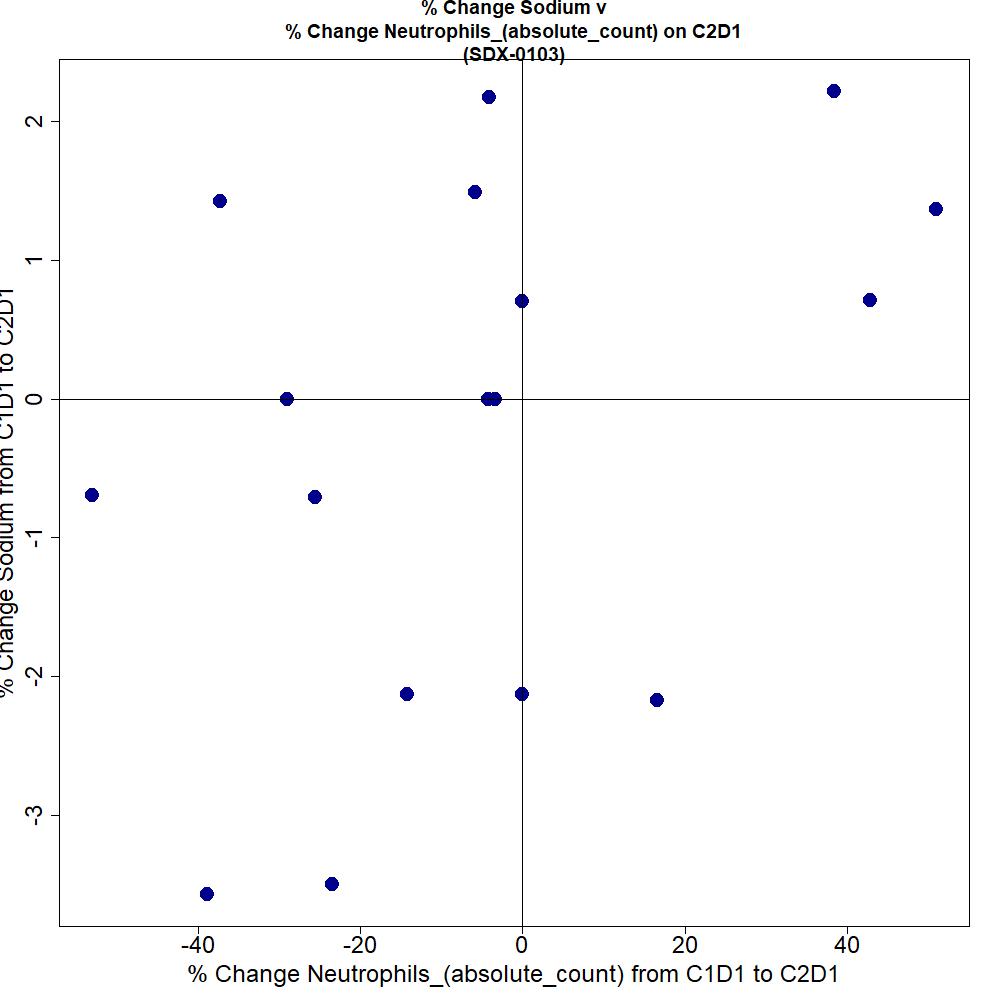 % Change Sodium v
% Change Neutrophils_(absolute_count) on C2D1
(SDX-0103)
% Change Sodium from C1D1 to C2D1
2
1
0
-1
-2
-3
-40
-20
0
20
40
% Change Neutrophils_(absolute_count) from C1D1 to C2D1